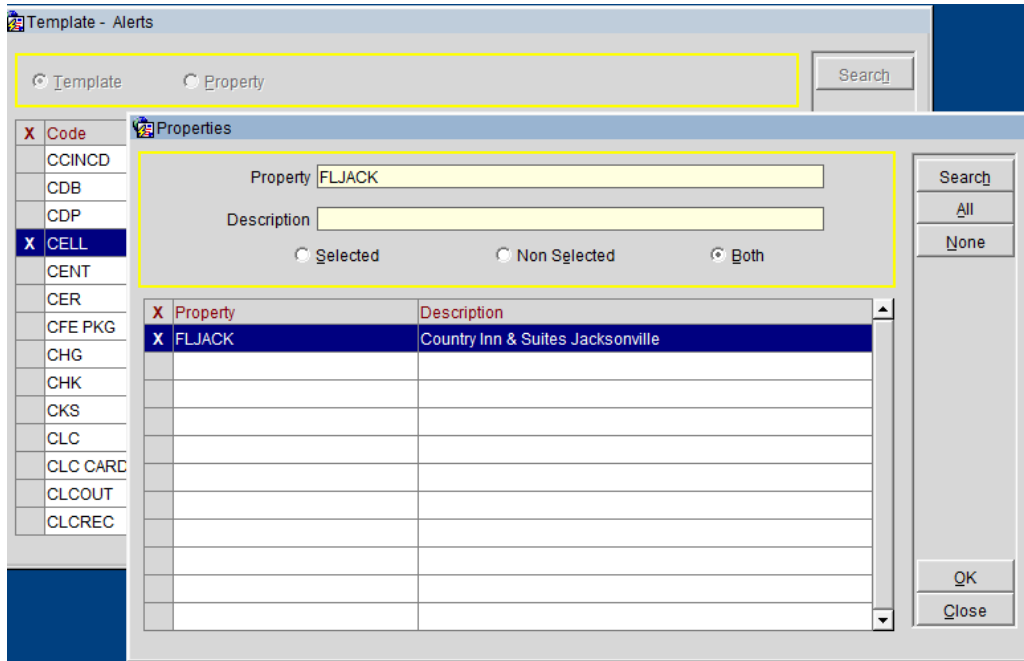 Template - Alerts
Template Property Search
X Code
CCINCD
CDB
CDP
X CELL
CENT
CER
CFE PKG
CHG
CHK
CKS
CLC
CLC CARD
CLCOUT
CLCREC
Properties
Property FLJACK
Description
Selected Non Selected Both
Search
All
None
X Property Description
X FLJACK Country Inn & Suites Jacksonville
OK
Close